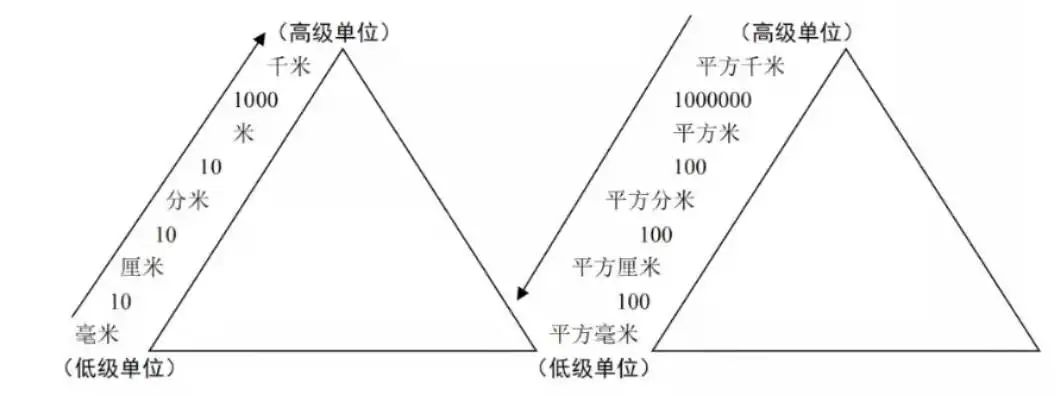 （高级单位）
千米
1000
米
10
分米
10
厘米
10
毫米
（低级单位）
（高级单位）
平方千米
1000000
平方米
100
平方分米
100
平方厘米
100
平方毫米
（低级单位）